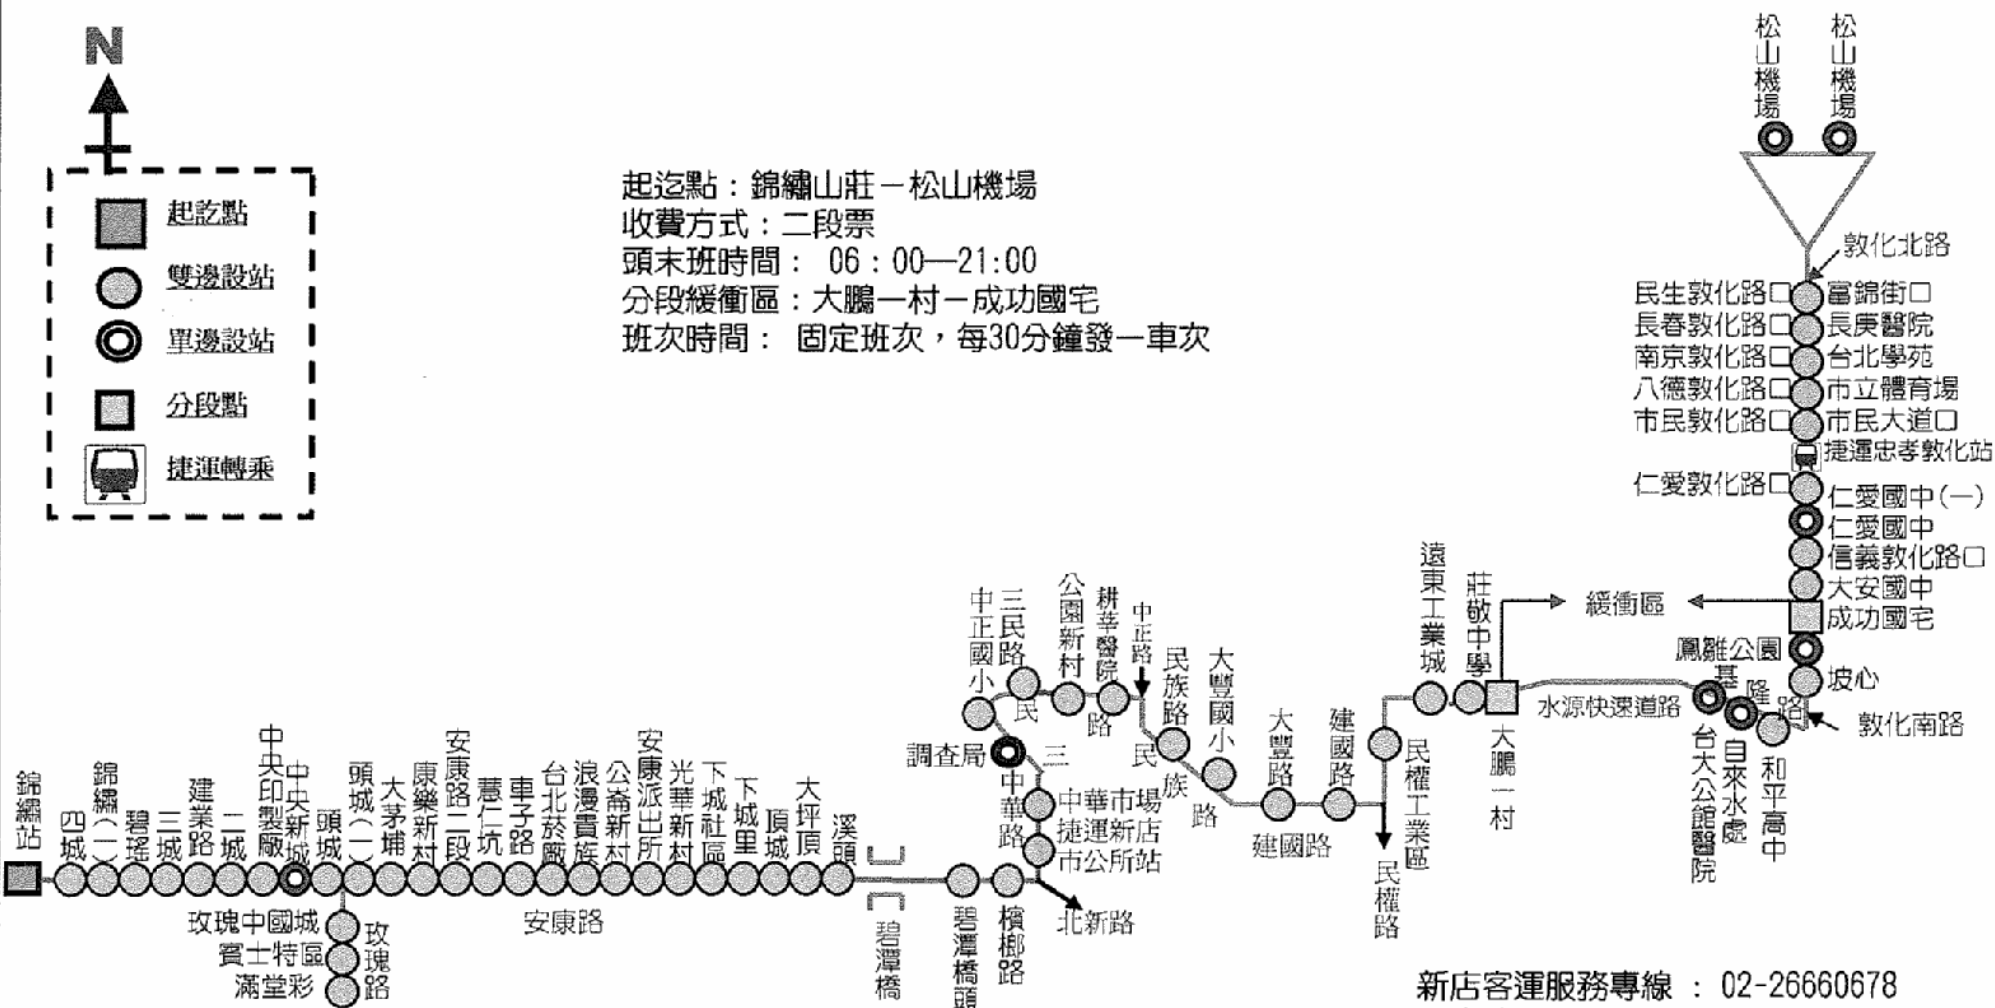 N
起訖點
雙邊設站
單邊設站
分段點
捷運轉乘
起迄點：錦繡山莊－松山機場
收費方式：二段票
頭末班時間： 06：00—21:00
分段緩衝區：大鵬一村－成功國宅
班次時間： 固定班次，每30分鐘發一車次
松山機場
松山機場
敦化北路
民生敦化路口
富錦街口
長春敦化路口
長庚醫院
南京敦化路口
台北學苑
八德敦化路口
市立體育場
市民敦化路口
市民大道口
捷運忠孝敦化站
仁愛敦化路口
仁愛國中(一)
仁愛國中
信義敦化路口
大安國中
成功國宅
緩衝區
鳳雛公園
坡心
基隆路
敦化南路
和平高中
自來水處
台大公館醫院
水源快速道路
大鵬一村
莊敬中學
遠東工業城
民權工業區
民權路
建國路
大豐路
建國路
大豐國小
民族路
民族路
中正路
耕莘醫院
公園新村
三民路
中正國小
民路
三
調查局
中華路
中華市場
捷運新店
市公所站
北新路
檳榔路
碧潭橋頭
碧潭橋
溪頭
大坪頂
頂城
下城里
下城社區
光華新村
安康派出所
公崙新村
浪漫貴族
台北菸廠
車子路
薏仁坑
安康路二段
康樂新村
大茅埔
頭城(一)
頭城
中央新城
中央印製廠
二城
建業路
三城
碧瑤
錦繡(一)
四城
錦繡站
安康路
玫瑰中國城
賓士特區
滿堂彩
玫瑰路
新店客運服務專線 : 02-26660678